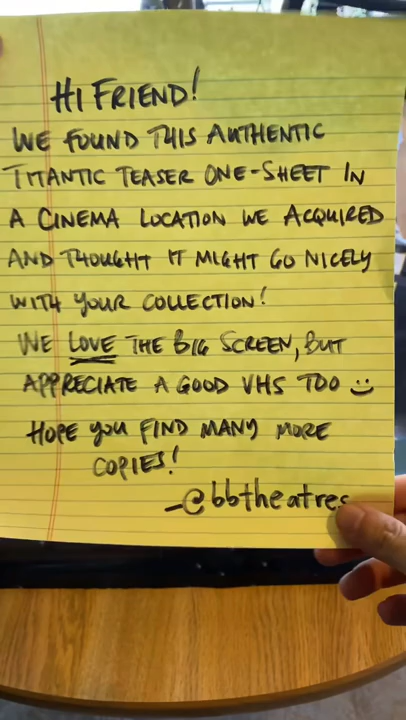 HI FRIEND!
WE FOUND THIS AUTHENTIC
TITANTIC TEASER ONE-SHEET IN
A CINEMA LOCATION WE ACQUIRED
AND THOUGHT IT MIGHT GO NICELY
WITH YOUR COLLECTION!
WE LOVE THE BIG SCREEN, BUT
APPRECIATE A GOOD VHS TOO :)
HOPE YOU FIND MANY MORE
COPIES!
-@bbtheatres